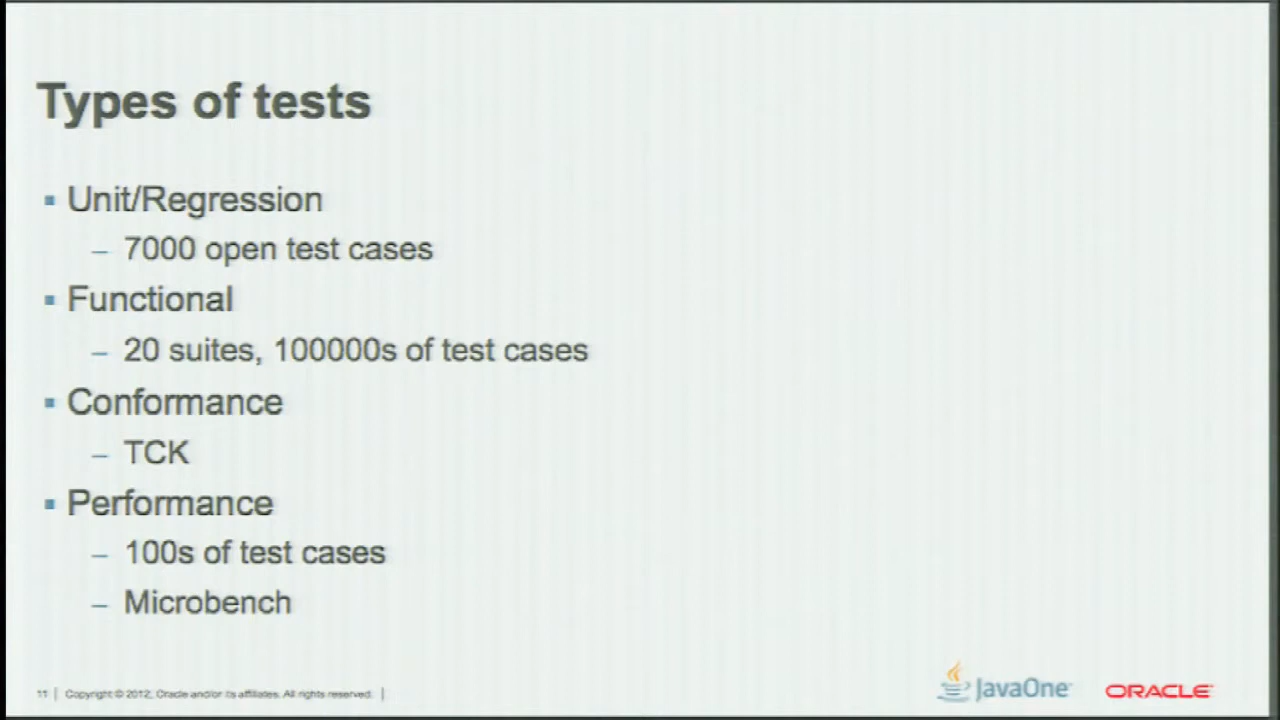 Types of tests
▪ Unit/Regression
– 7000 open test cases
▪ Functional
– 20 suites, 100000s of test cases
▪ Conformance
– TCK
▪ Performance
– 100s of test cases
– Microbench
11 | Copyright © 2012, Oracle and/or its affiliates. All rights reserved. |
JavaOne™ ORACLE®